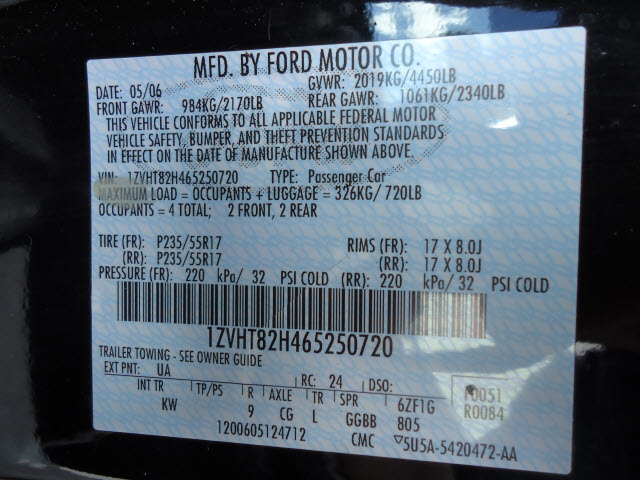 MFD. BY FORD MOTOR CO.
DATE: 05/06 GVWR: 2019KG/4450LB
FRONT GAWR: 984KG/2170LB REAR GAWR: 1061KG/2340LB
THIS VEHICLE CONFORMS TO ALL APPLICABLE FEDERAL MOTOR
VEHICLE SAFETY, BUMPER, AND THEFT PREVENTION STANDARDS
IN EFFECT ON THE DATE OF MANUFACTURE SHOWN ABOVE.
VIN: 1ZVHT82H465250720 TYPE: Passenger Car
MAXIMUM LOAD = OCCUPANTS + LUGGAGE = 326KG/ 720LB
OCCUPANTS = 4 TOTAL; 2 FRONT, 2 REAR
TIRE (FR): P235/55R17 RIMS (FR): 17 X 8.0J
(RR): P235/55R17 (RR): 17 X 8.0J
PRESSURE (FR): 220 kPa/ 32 PSI COLD (RR): 220 kPa/ 32 PSI COLD
1ZVHT82H465250720
TRAILER TOWING - SEE OWNER GUIDE
EXT PNT: UA RC: 24 DSO:
INT TR TP/PS R AXLE TR SPR 6ZF1G F0051
KW 9 CG L GGBB 805 R0084
1200605124712 CMC ▽5U5A-5420472-AA